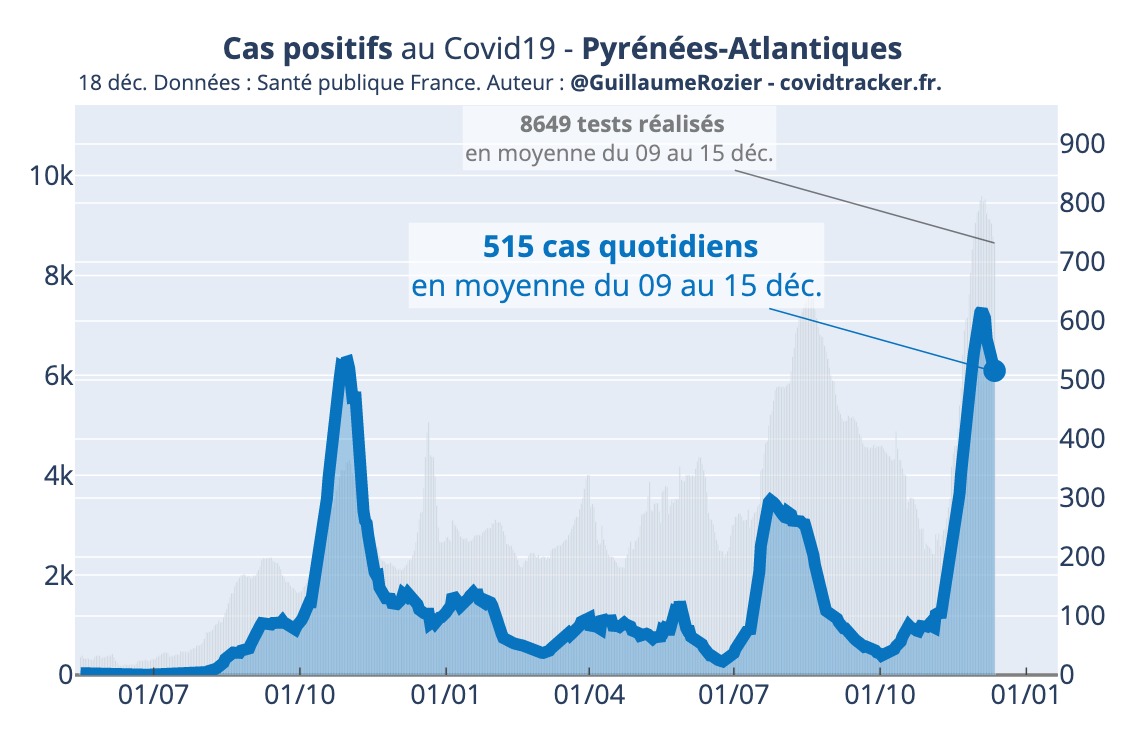 Cas positifs au Covid19 - Pyrénées-Atlantiques
18 déc. Données : Santé publique France. Auteur : @GuillaumeRozier - covidtracker.fr.
8649 tests réalisés
en moyenne du 09 au 15 déc.
515 cas quotidiens
en moyenne du 09 au 15 déc.
10k
8k
6k
4k
2k
0
900
800
700
600
500
400
300
200
100
0
01/07
01/10
01/01
01/04
01/07
01/10
01/01